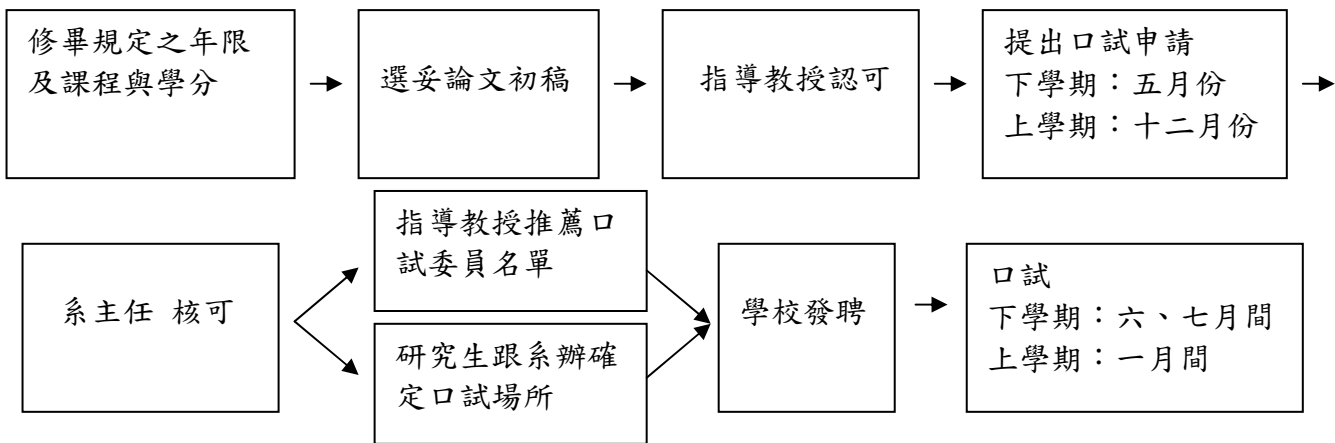 修畢規定之年限
及課程與學分
選妥論文初稿
指導教授認可
提出口試申請
下學期：五月份
上學期：十二月份
系主任 核可
指導教授推薦口
試委員名單
研究生跟系辦確
定口試場所
學校發聘
口試
下學期：六、七月間
上學期：一月間